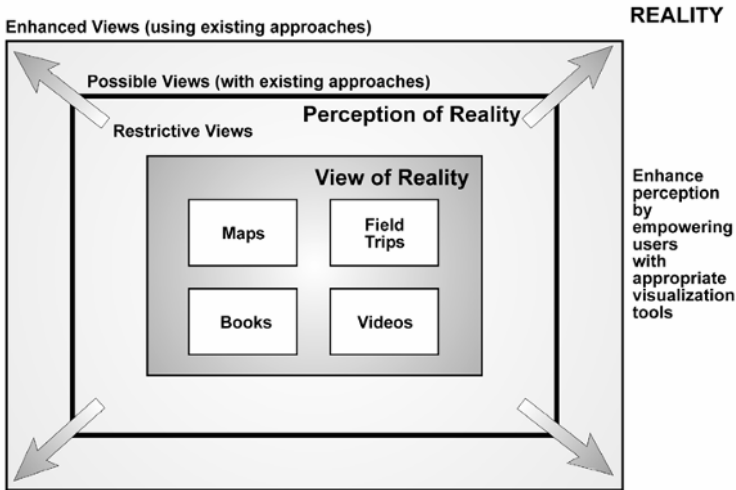 REALITY
Enhanced Views (using existing approaches)
Possible Views (with existing approaches)
Perception of Reality
Restrictive Views
View of Reality
Maps
Field
Trips
Books
Videos
Enhance
perception
by
empowering
users
with
appropriate
visualization
tools